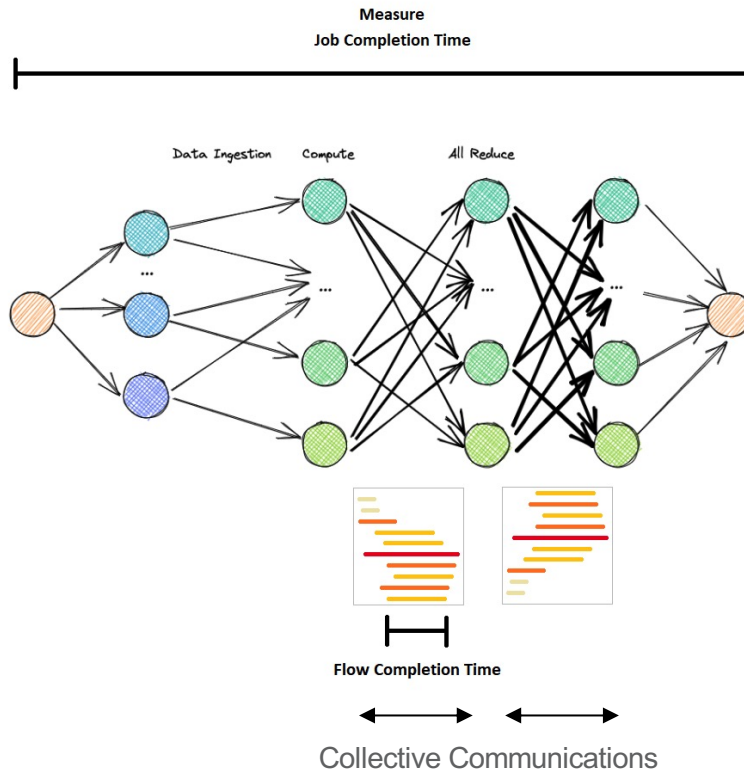 Measure
Job Completion Time
Data Ingestion
Compute
All Reduce
...
...
...
...
Flow Completion Time
Collective Communications